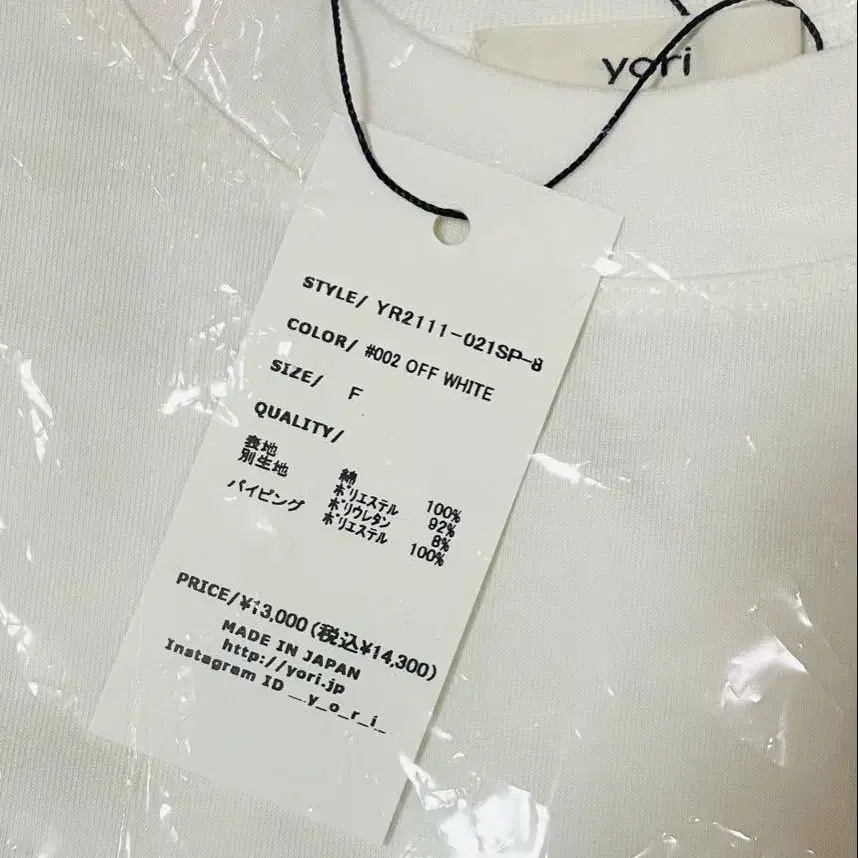 yori
STYLE/ YR2111-021SP-8
COLOR/ #002 OFF WHITE
SIZE/ F
QUALITY/
表地 綿 100%
別生地 ポリエステル 92%
ポリウレタン 8%
パイピング ポリエステル 100%
PRICE/¥13,000(税込¥14,300)
MADE IN JAPAN
http://yori.jp
Instagram ID __y_o_r_i_